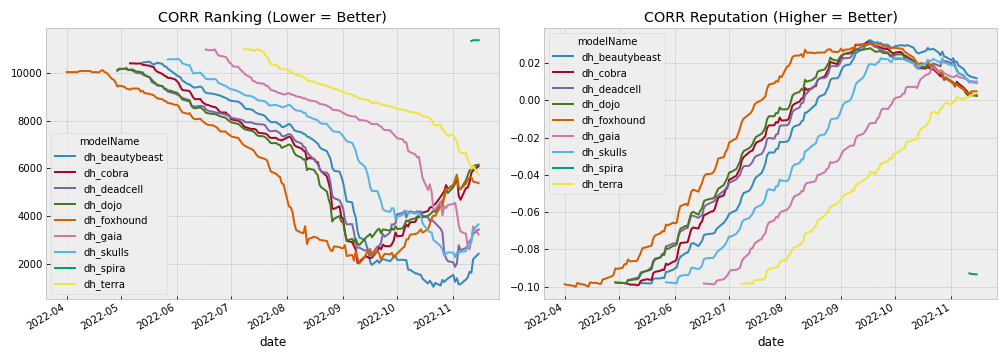 CORR Ranking (Lower = Better)
10000
8000
6000
4000
2000
modelName
dh_beautybeast
dh_cobra
dh_deadcell
dh_dojo
dh_foxhound
dh_gaia
dh_skulls
dh_spira
dh_terra
2022-04
2022-05
2022-06
2022-07
2022-08
2022-09
2022-10
2022-11
date
CORR Reputation (Higher = Better)
0.02
0.00
−0.02
−0.04
−0.06
−0.08
−0.10
modelName
dh_beautybeast
dh_cobra
dh_deadcell
dh_dojo
dh_foxhound
dh_gaia
dh_skulls
dh_spira
dh_terra
2022-04
2022-05
2022-06
2022-07
2022-08
2022-09
2022-10
2022-11
date